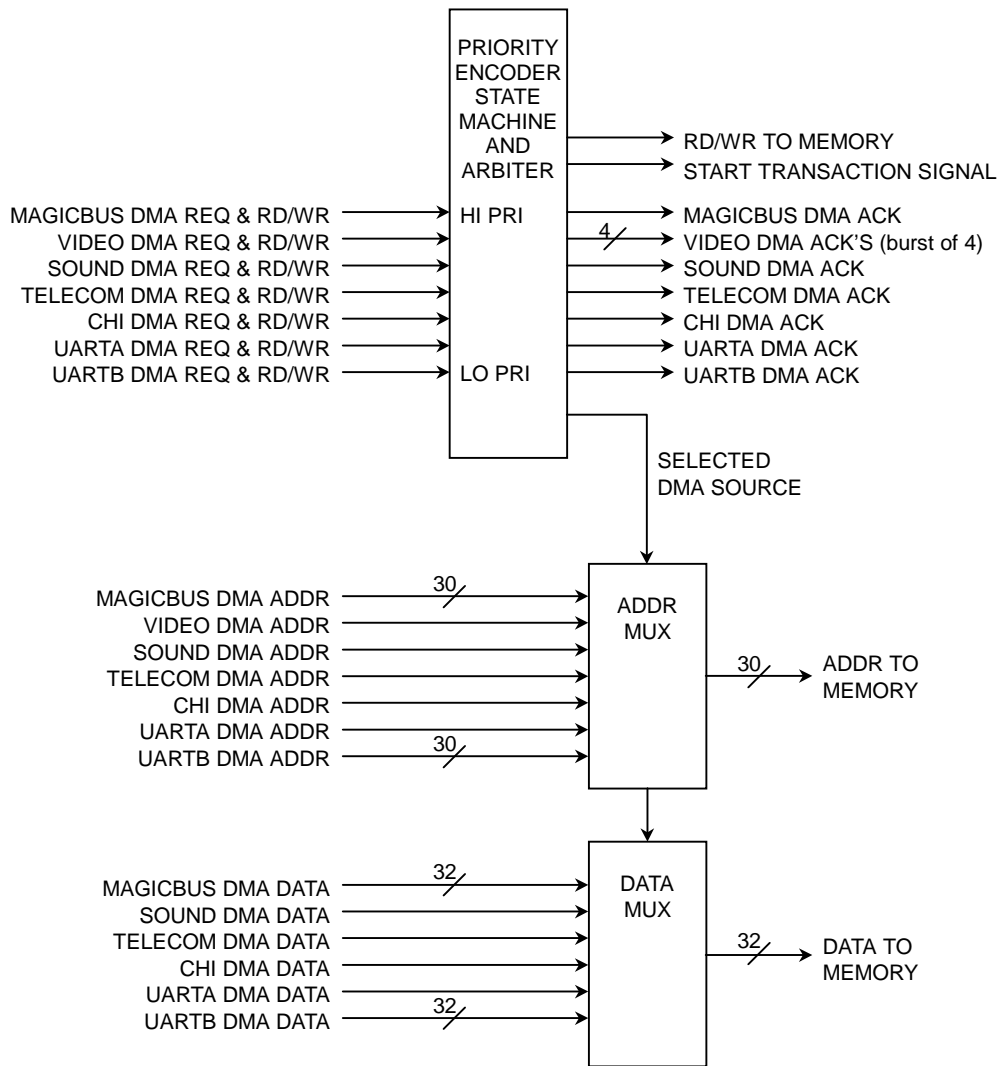 PRIORITY
ENCODER
STATE
MACHINE
AND
ARBITER
RD/WR TO MEMORY
START TRANSACTION SIGNAL
MAGICBUS DMA REQ & RD/WR
HI PRI
MAGICBUS DMA ACK
VIDEO DMA REQ & RD/WR
4
VIDEO DMA ACK'S (burst of 4)
SOUND DMA REQ & RD/WR
SOUND DMA ACK
TELECOM DMA REQ & RD/WR
TELECOM DMA ACK
CHI DMA REQ & RD/WR
CHI DMA ACK
UARTA DMA REQ & RD/WR
UARTA DMA ACK
UARTB DMA REQ & RD/WR
LO PRI
UARTB DMA ACK
SELECTED
DMA SOURCE
MAGICBUS DMA ADDR
30
VIDEO DMA ADDR
SOUND DMA ADDR
TELECOM DMA ADDR
CHI DMA ADDR
UARTA DMA ADDR
UARTB DMA ADDR
30
ADDR
MUX
30
ADDR TO
MEMORY
MAGICBUS DMA DATA
32
SOUND DMA DATA
TELECOM DMA DATA
CHI DMA DATA
UARTA DMA DATA
UARTB DMA DATA
32
DATA
MUX
32
DATA TO
MEMORY